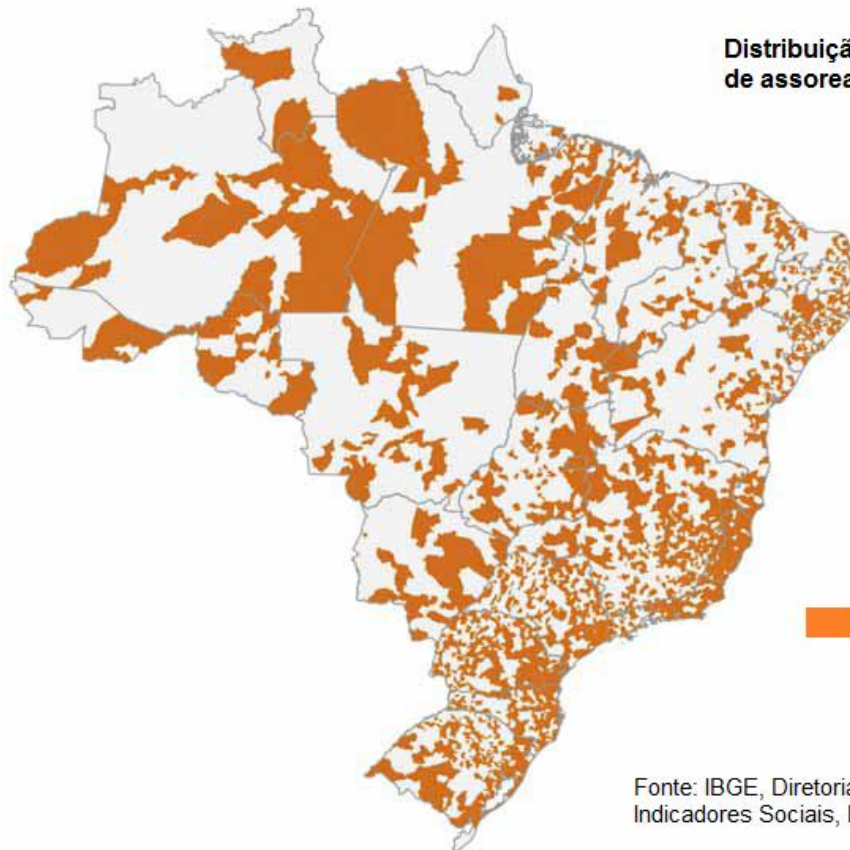 Distribuiçã
de assorea
Fonte: IBGE, Diretoria
Indicadores Sociais,